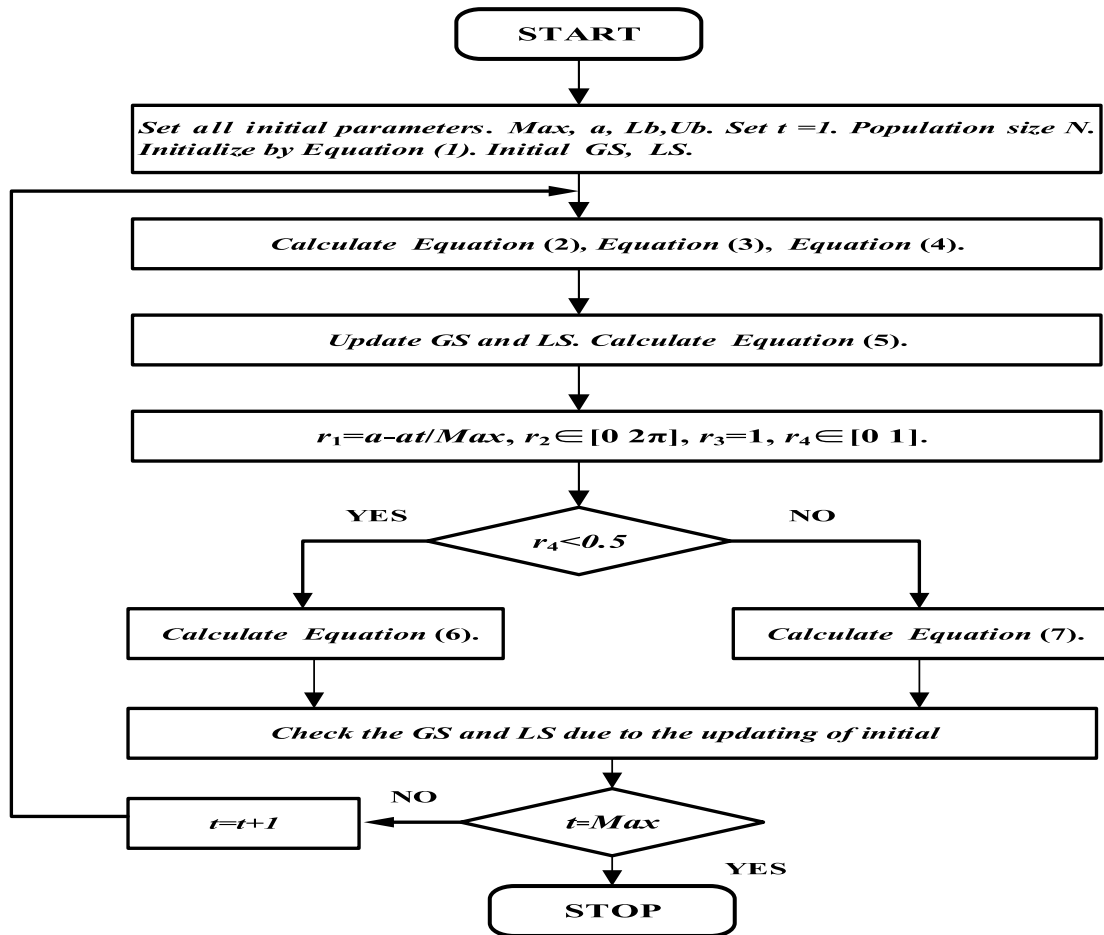 START
Set all initial parameters. Max, a, Lb,Ub. Set t =1. Population size N.
Initialize by Equation (1). Initial GS, LS.
Calculate Equation (2), Equation (3), Equation (4).
Update GS and LS. Calculate Equation (5).
r₁=a-at/Max, r₂∈[0 2π], r₃=1, r₄∈[0 1].
YES
NO
r₄<0.5
Calculate Equation (6).
Calculate Equation (7).
Check the GS and LS due to the updating of initial
NO
t=t+1
t=Max
YES
STOP